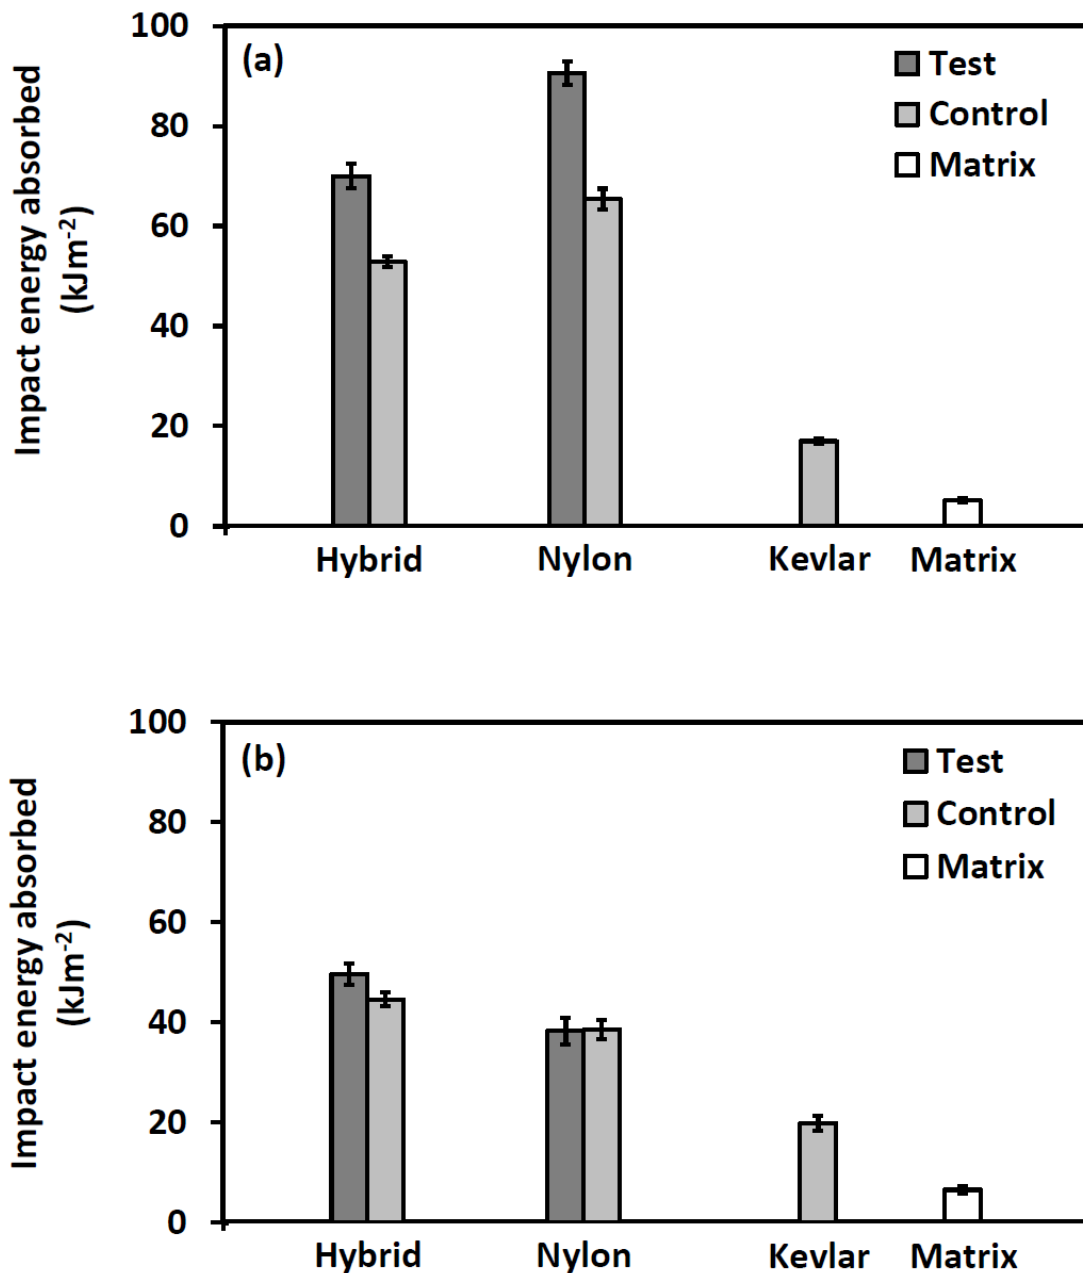 (a)
Impact energy absorbed
(kJm⁻²)
100
80
60
40
20
0
Test
Control
Matrix
Hybrid Nylon Kevlar Matrix
(b)
Impact energy absorbed
(kJm⁻²)
100
80
60
40
20
0
Test
Control
Matrix
Hybrid Nylon Kevlar Matrix